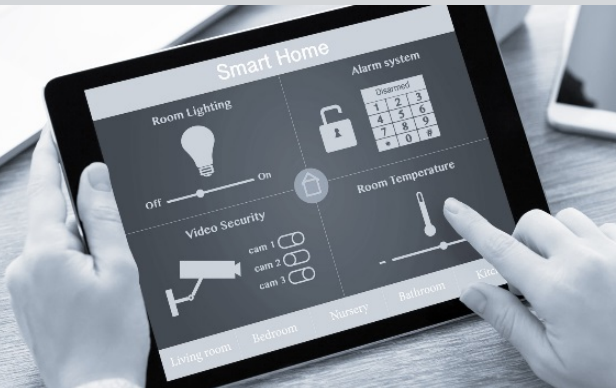 Smart Home
Room Lighting
Off
On
Alarm system
Disarmed
1 2 3
4 5 6
7 8 9
* 0 #
Video Security
cam 1
cam 2
cam 3
Room Temperature
-
Living room Bedroom Nursery Bathroom